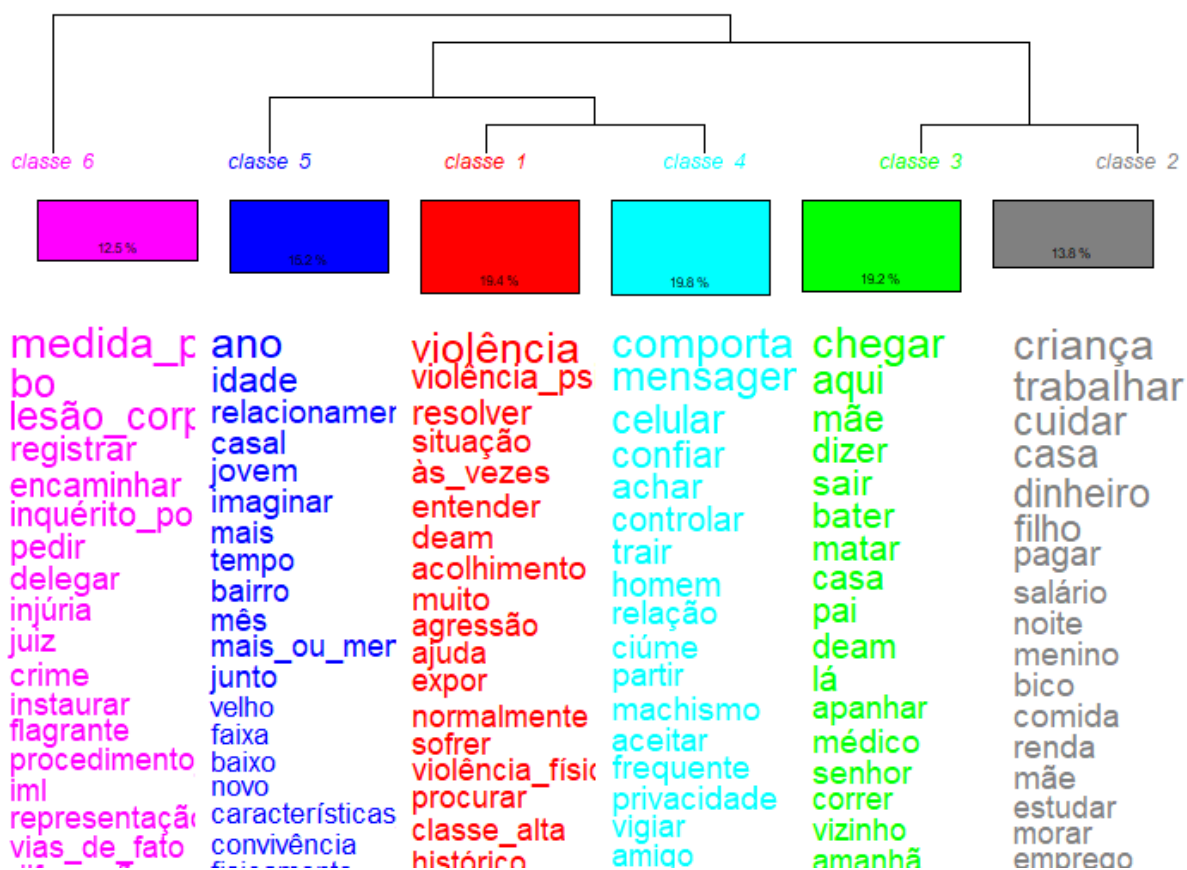 classe 6
classe 5
classe 1
classe 4
classe 3
classe 2
12.5 %
15.2 %
19.4 %
19.8 %
19.2 %
13.8 %
medida_p
bo
lesão_corp
registrar
encaminhar
inquérito_po
pedir
delegar
injúria
juiz
crime
instaurar
flagrante
procedimento
iml
representaçã
vias_de_fato
ano
idade
relacionamer
casal
jovem
imaginar
mais
tempo
bairro
mês
mais_ou_mer
junto
velho
faixa
baixo
novo
características
convivência
violência
violência_ps
resolver
situação
às_vezes
entender
deam
acolhimento
muito
agressão
ajuda
expor
normalmente
sofrer
violência_físic
procurar
classe_alta
histórico
comporta
mensager
celular
confiar
achar
controlar
trair
homem
relação
ciúme
partir
machismo
aceitar
frequente
privacidade
vigiar
amigo
chegar
aqui
mãe
dizer
sair
bater
matar
casa
pai
deam
lá
apanhar
médico
senhor
correr
vizinho
amanhã
criança
trabalhar
cuidar
casa
dinheiro
filho
pagar
salário
noite
menino
bico
comida
renda
mãe
estudar
morar
emprego